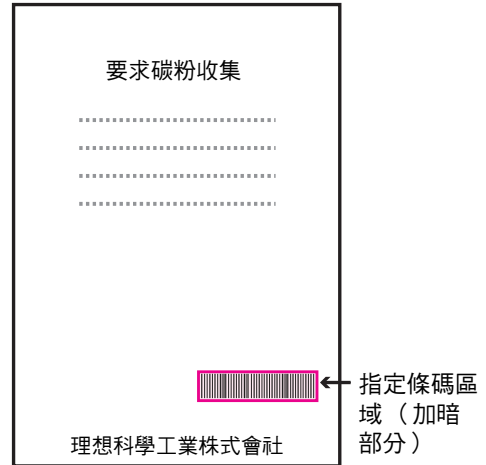 要求碳粉收集
指定條碼區
域（加暗
部分）
理想科學工業株式會社